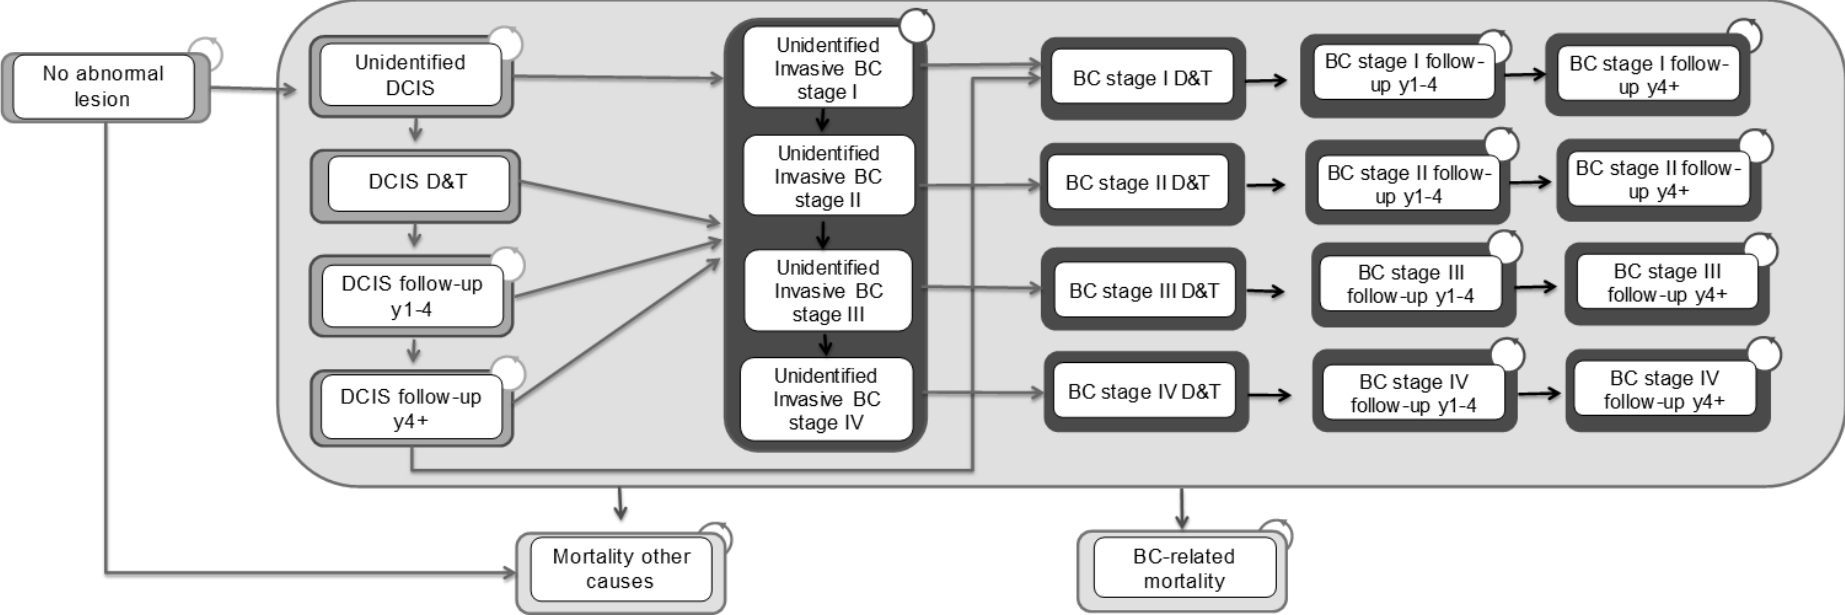 No abnormal
lesion
Unidentified
DCIS
DCIS D&T
DCIS follow-up
y1-4
DCIS follow-up
y4+
Unidentified
Invasive BC
stage I
Unidentified
Invasive BC
stage II
Unidentified
Invasive BC
stage III
Unidentified
Invasive BC
stage IV
BC stage I D&T
BC stage I follow-
up y1-4
BC stage I follow-
up y4+
BC stage II D&T
BC stage II follow-
up y1-4
BC stage II follow-
up y4+
BC stage III D&T
BC stage III
follow-up y1-4
BC stage III
follow-up y4+
BC stage IV D&T
BC stage IV
follow-up y1-4
BC stage IV
follow-up y4+
Mortality other
causes
BC-related
mortality